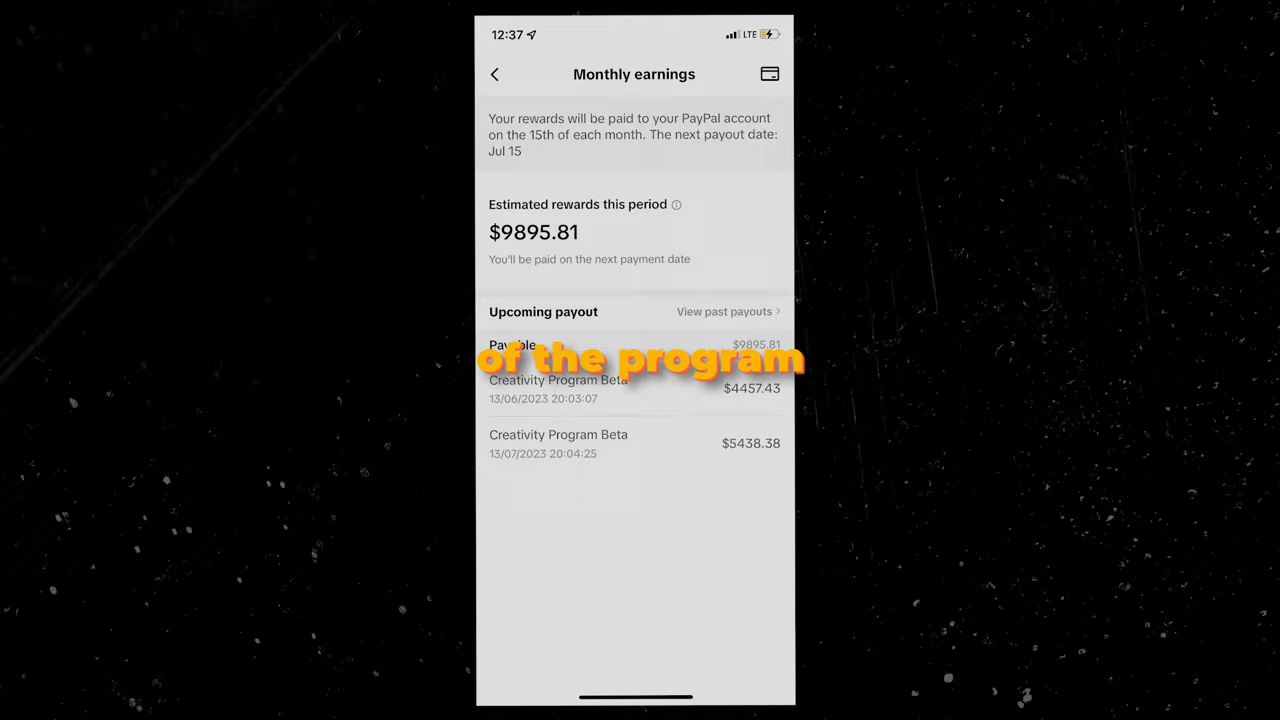 12:37
LTE
Monthly earnings
Your rewards will be paid to your PayPal account
on the 15th of each month. The next payout date:
Jul 15
Estimated rewards this period
$9895.81
You'll be paid on the next payment date
Upcoming payout
View past payouts >
Payable
$9895.81
of the program
Creativity Program Beta
$4457.43
13/06/2023 20:03:07
Creativity Program Beta
$5438.38
13/07/2023 20:04:25